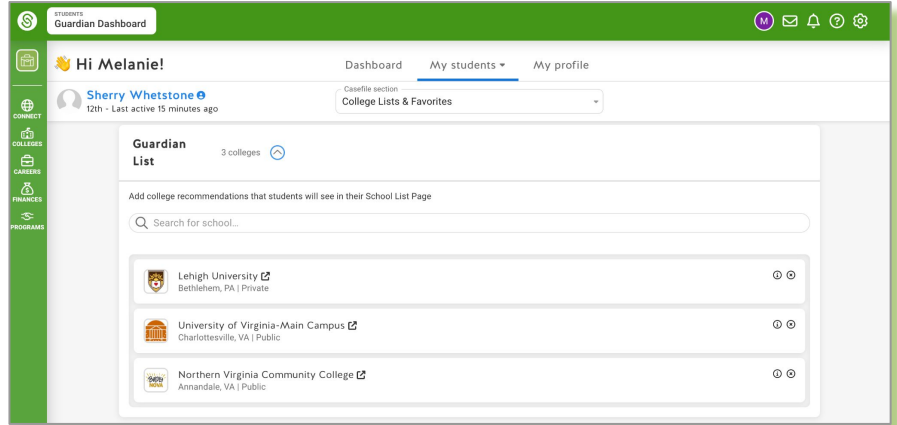 STUDENTS
Guardian Dashboard
M
👋 Hi Melanie!
Dashboard
My students
My profile
Sherry Whetstone
12th - Last active 15 minutes ago
Casefile section
College Lists & Favorites
CONNECT
COLLEGES
CAREERS
FINANCES
PROGRAMS
Guardian
List
3 colleges
Add college recommendations that students will see in their School List Page
Search for school...
Lehigh University
Bethlehem, PA | Private
University of Virginia-Main Campus
Charlottesville, VA | Public
Northern Virginia Community College
Annandale, VA | Public